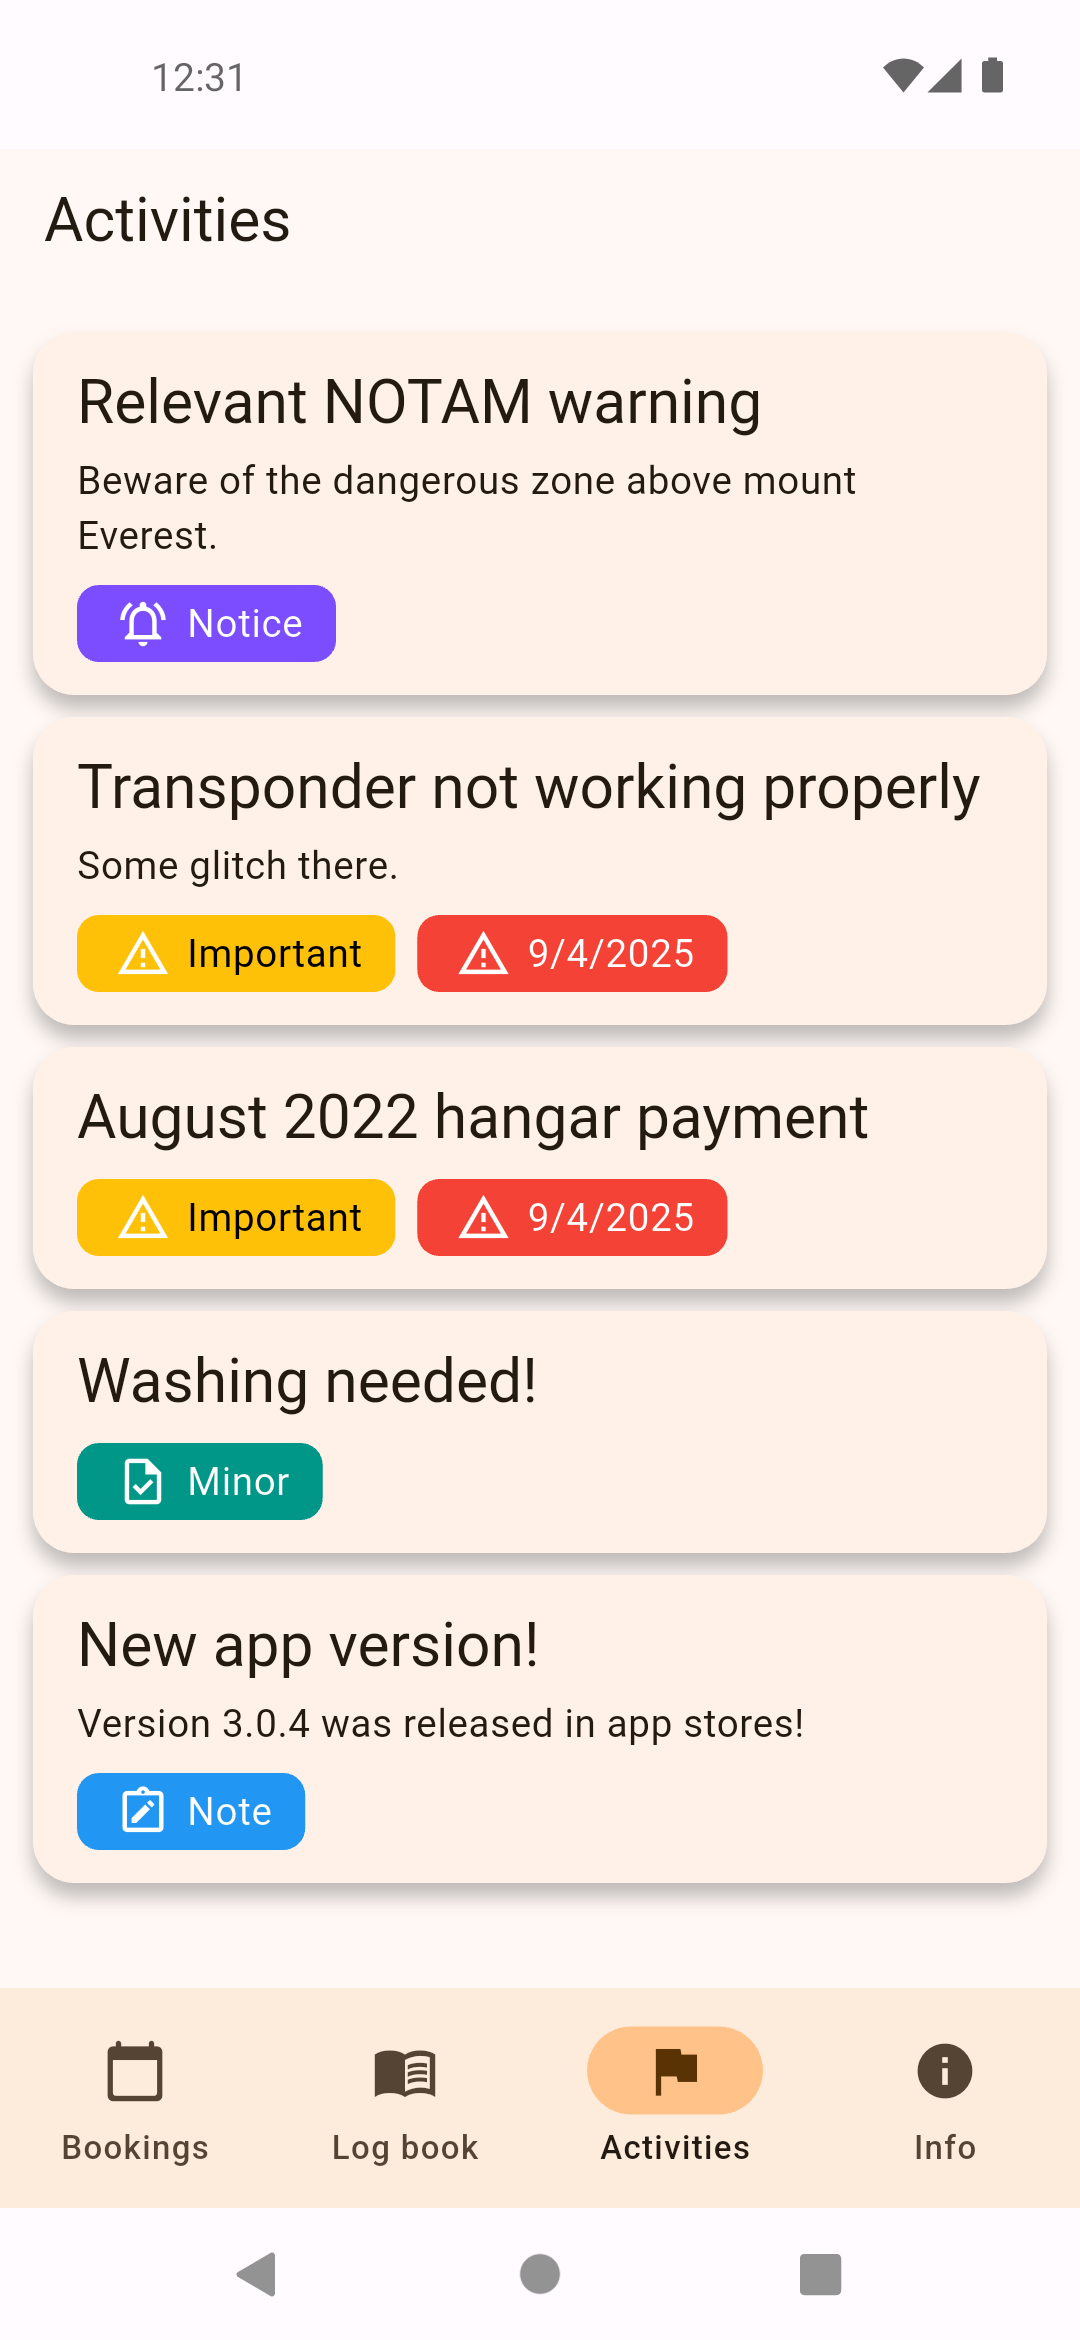 12:31
Activities
Relevant NOTAM warning
Beware of the dangerous zone above mount
Everest.
Notice
Transponder not working properly
Some glitch there.
Important 9/4/2025
August 2022 hangar payment
Important 9/4/2025
Washing needed!
Minor
New app version!
Version 3.0.4 was released in app stores!
Note
Bookings Log book Activities Info